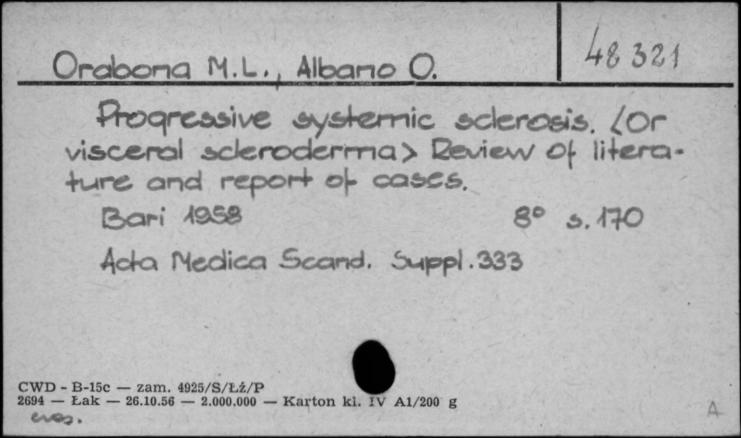 48 321
Orabona M.L., Albano O.
Progressive systemic sclerosis. <Or
visceral scleroderma> Review of litera-
ture and report of cases.
Bari 1958 8° s. 170
Acta Medica Scand. Suppl. 333
CWD - B-15c — zam. 4925/S/Łż/P
2694 — Łak — 26.10.56 — 2.000.000 — Karton kl. IV A1/200 g
A